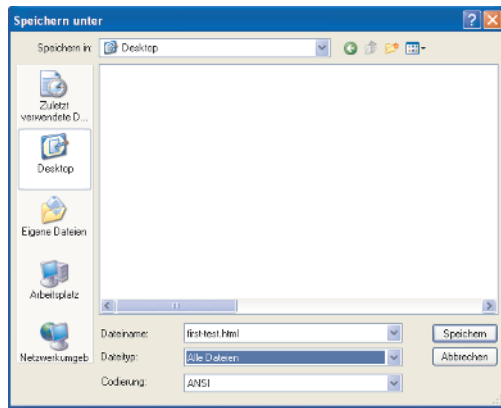 Speichern unter
Speichern in:
Desktop
Zuletzt
verwendete D...
Desktop
Eigene Dateien
Arbeitsplatz
Netzwerkumgeb
Dateiname:
first-test.html
Speichern
Dateityp:
Alle Dateien
Abbrechen
Codierung:
ANSI